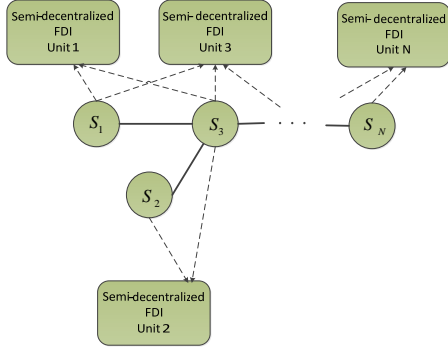 Semi-decentralized
FDI
Unit 1
Semi-decentralized
FDI
Unit 3
Semi-decentralized
FDI
Unit N
S1
S3
. . .
SN
S2
Semi-decentralized
FDI
Unit 2